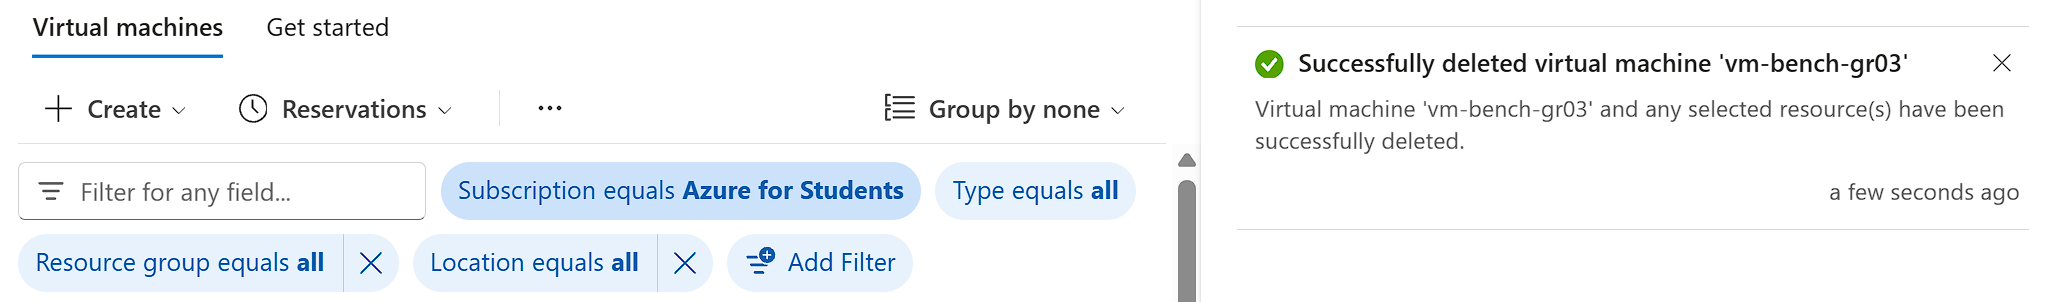 Virtual machines
Get started
Create
Reservations
...
Group by none
Filter for any field...
Subscription equals Azure for Students
Type equals all
Resource group equals all
Location equals all
Add Filter
Successfully deleted virtual machine 'vm-bench-gr03'
Virtual machine 'vm-bench-gr03' and any selected resource(s) have been
successfully deleted.
a few seconds ago